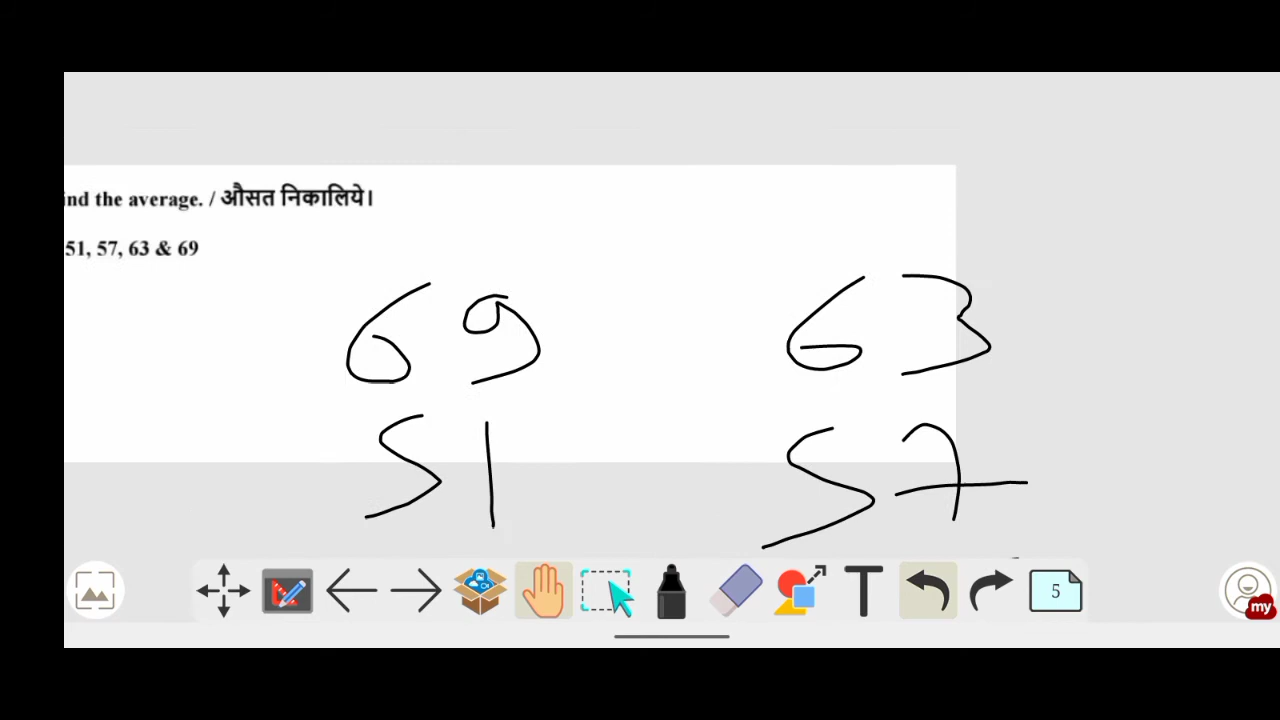 ind the average. / औसत निकालिये।
51, 57, 63 & 69
69 63
51 57
T 5
my